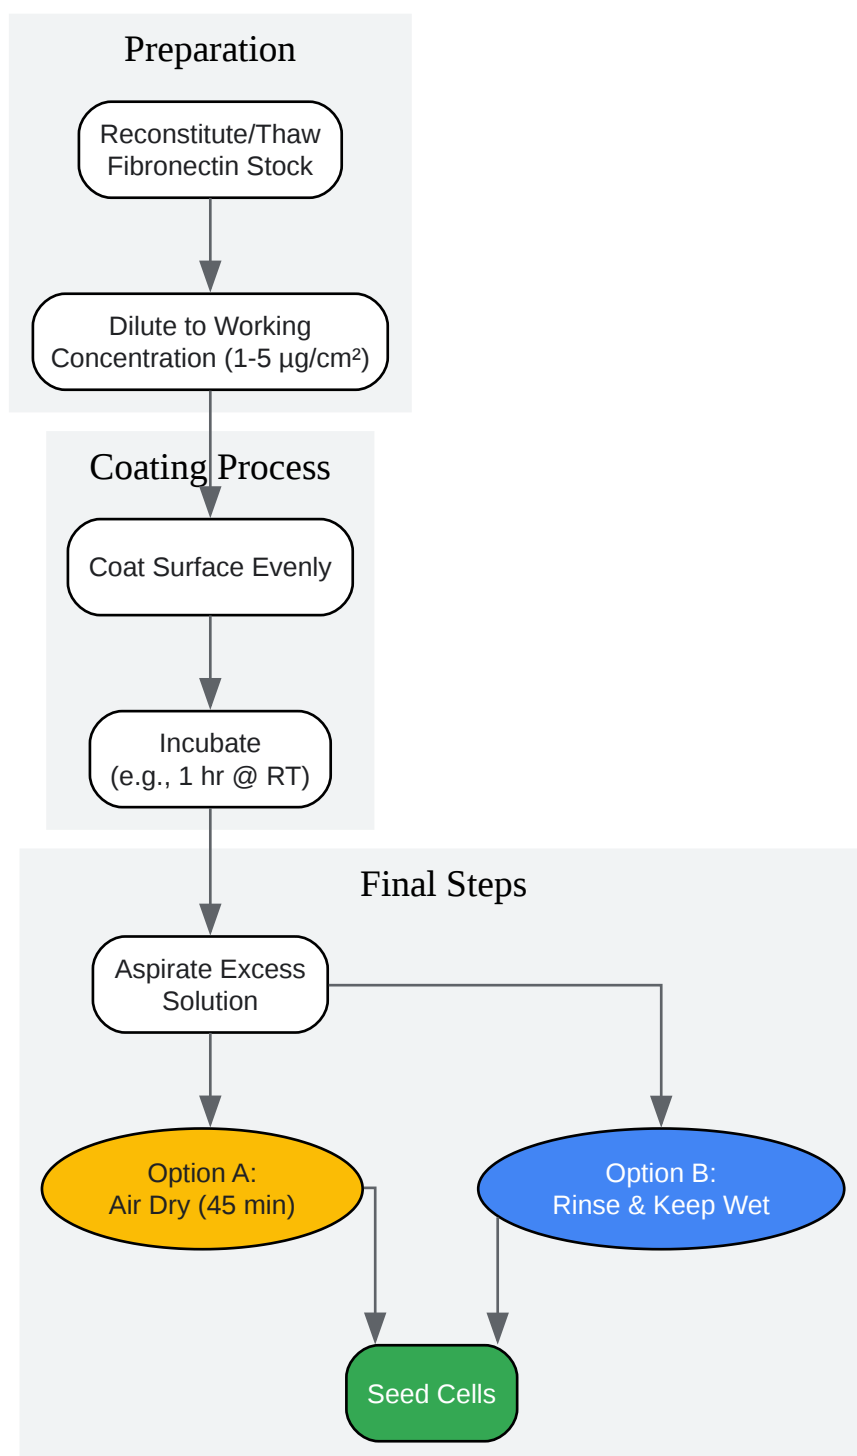 Preparation
Reconstitute/Thaw
Fibronectin Stock
Dilute to Working
Concentration (1-5 µg/cm²)
Coating Process
Coat Surface Evenly
Incubate
(e.g., 1 hr @ RT)
Final Steps
Aspirate Excess
Solution
Option A:
Air Dry (45 min)
Option B:
Rinse & Keep Wet
Seed Cells